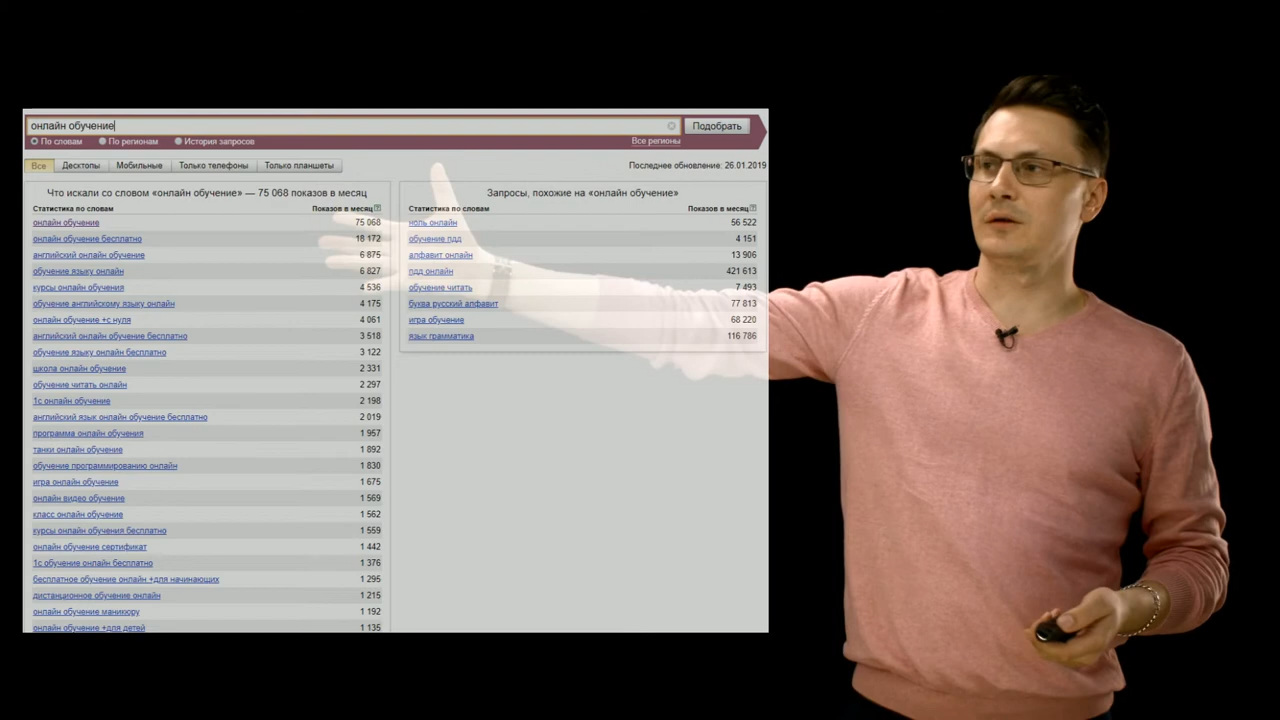 онлайн обучение
Подобрать
По словам По регионам История запросов Все регионы
Все Десктопы Мобильные Только телефоны Только планшеты Последнее обновление: 26.01.2019
Что искали со словом «онлайн обучение» — 75 068 показов в месяц
Статистика по словам Показов в месяц ?
онлайн обучение 75 068
онлайн обучение бесплатно 18 172
английский онлайн обучение 6 875
обучение языку онлайн 6 827
курсы онлайн обучения 4 536
обучение английскому языку онлайн 4 175
онлайн обучение +с нуля 4 061
английский онлайн обучение бесплатно 3 518
обучение языку онлайн бесплатно 3 122
школа онлайн обучение 2 331
обучение читать онлайн 2 297
1с онлайн обучение 2 198
английский язык онлайн обучение бесплатно 2 019
программа онлайн обучения 1 957
танки онлайн обучение 1 892
обучение программированию онлайн 1 830
игра онлайн обучение 1 675
онлайн видео обучение 1 569
класс онлайн обучение 1 562
курсы онлайн обучения бесплатно 1 559
онлайн обучение сертификат 1 442
1с обучение онлайн бесплатно 1 376
бесплатное обучение онлайн +для начинающих 1 295
дистанционное обучение онлайн 1 215
онлайн обучение маникюру 1 192
онлайн обучение +для детей 1 135
Запросы, похожие на «онлайн обучение»
Статистика по словам Показов в месяц ?
ноль онлайн 56 522
обучение пдд 4 151
алфавит онлайн 13 906
пдд онлайн 421 613
обучение читать 7 493
буква русский алфавит 77 813
игра обучение 68 220
язык грамматика 116 786